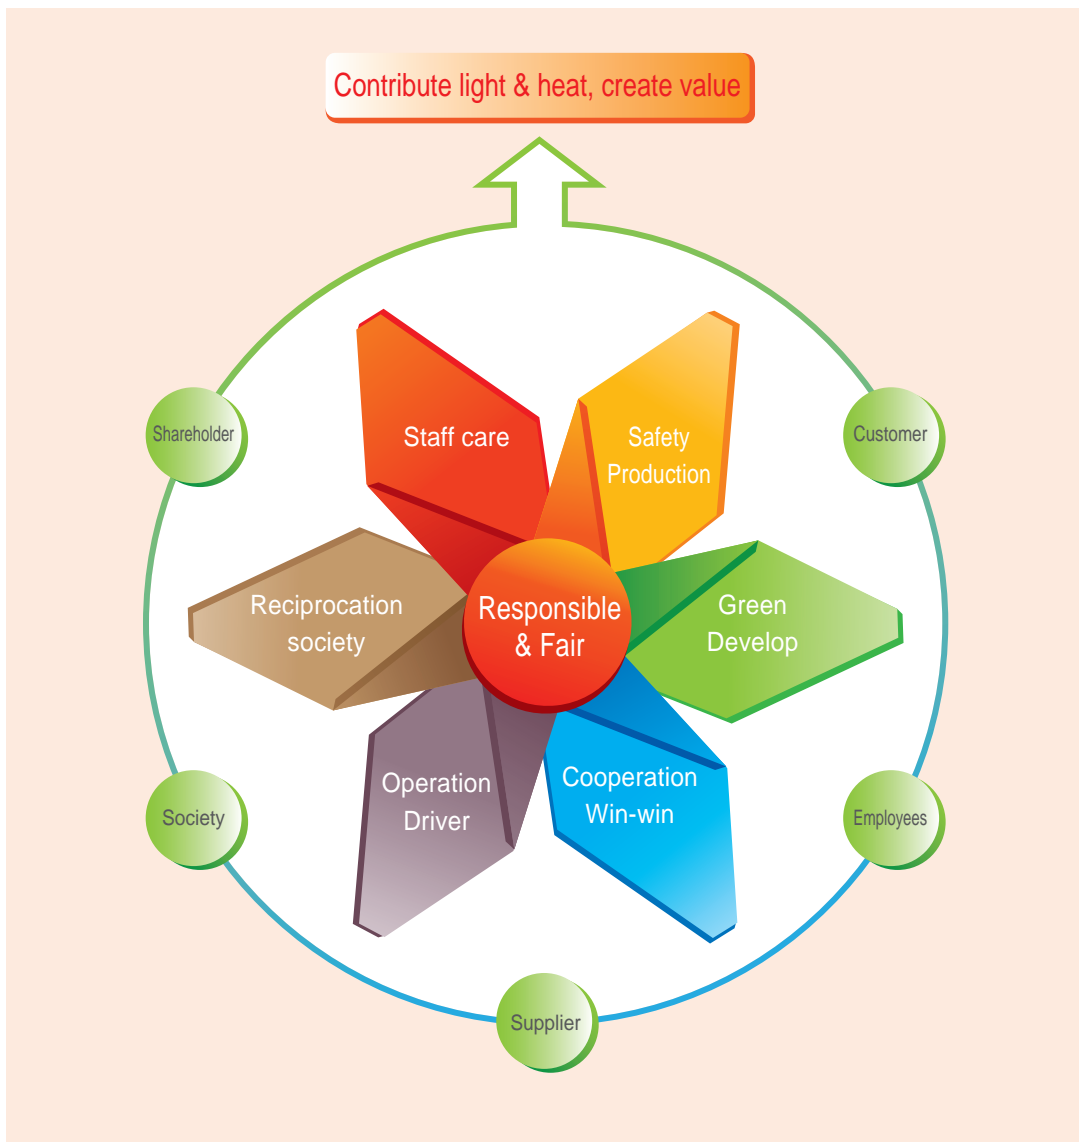 Contribute light & heat, create value
Shareholder
Customer
Staff care
Safety
Production
Reciprocation
society
Responsible
& Fair
Green
Develop
Operation
Driver
Cooperation
Win-win
Society
Employees
Supplier